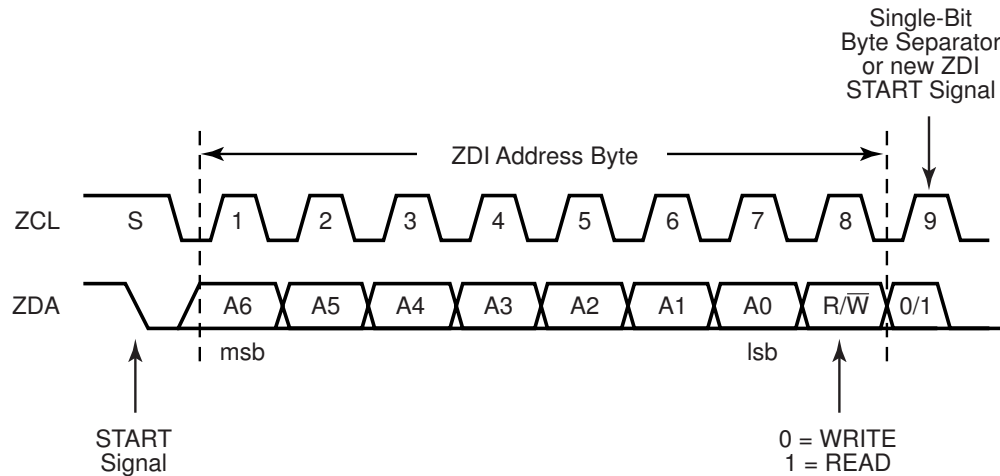 Single-Bit
Byte Separator
or new ZDI
START Signal
ZDI Address Byte
ZCL S 1 2 3 4 5 6 7 8 9
ZDA A6 A5 A4 A3 A2 A1 A0 R/W̅ 0/1
msb lsb
START
Signal
0 = WRITE
1 = READ